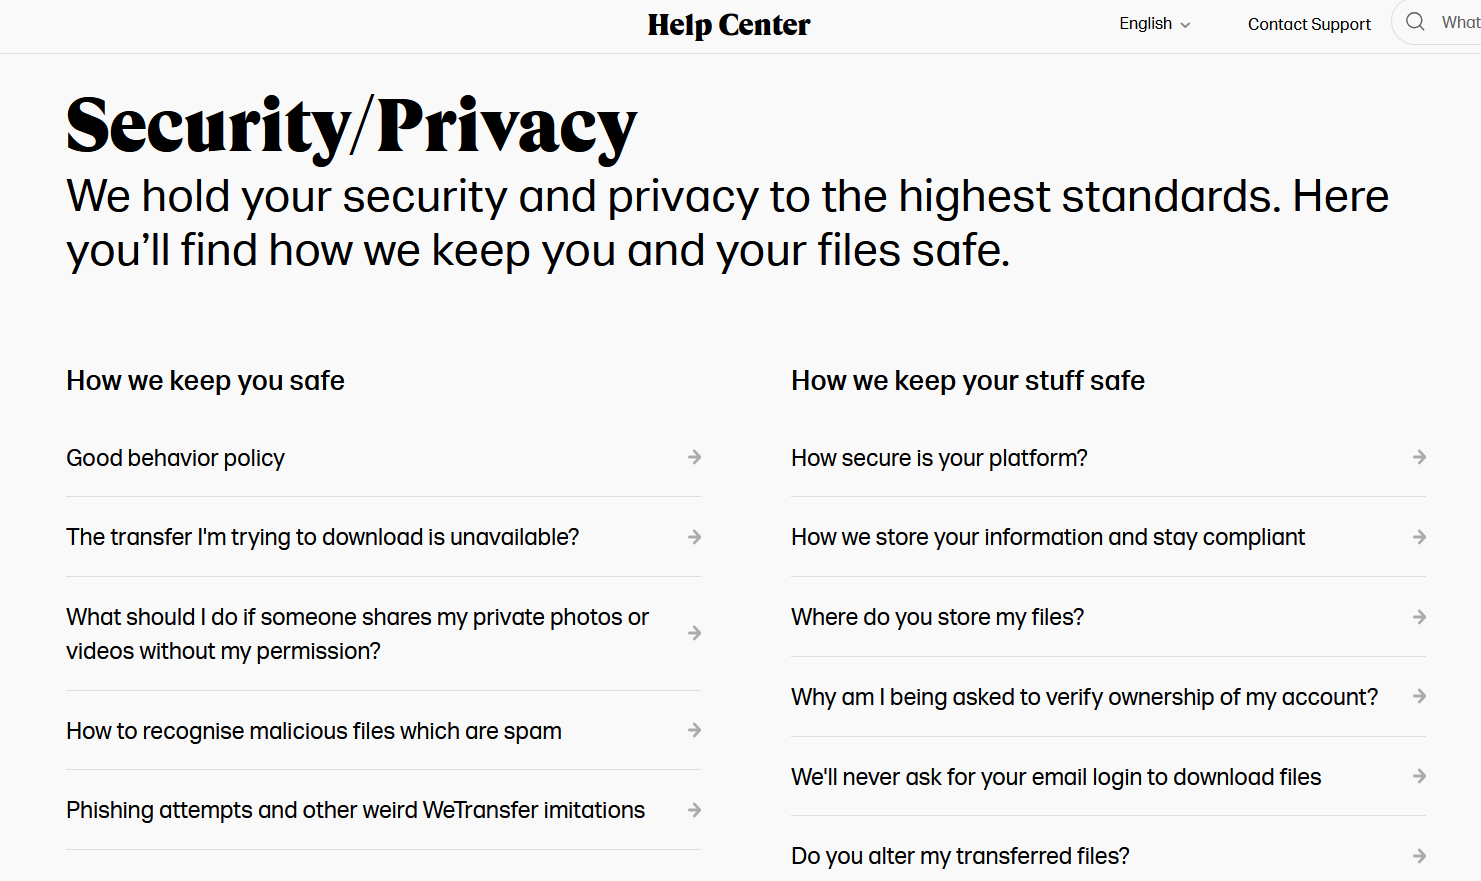 Help Center
English
Contact Support
What
Security/Privacy
We hold your security and privacy to the highest standards. Here
you’ll find how we keep you and your files safe.
How we keep you safe
Good behavior policy
The transfer I'm trying to download is unavailable?
What should I do if someone shares my private photos or
videos without my permission?
How to recognise malicious files which are spam
Phishing attempts and other weird WeTransfer imitations
How we keep your stuff safe
How secure is your platform?
How we store your information and stay compliant
Where do you store my files?
Why am I being asked to verify ownership of my account?
We'll never ask for your email login to download files
Do you alter my transferred files?